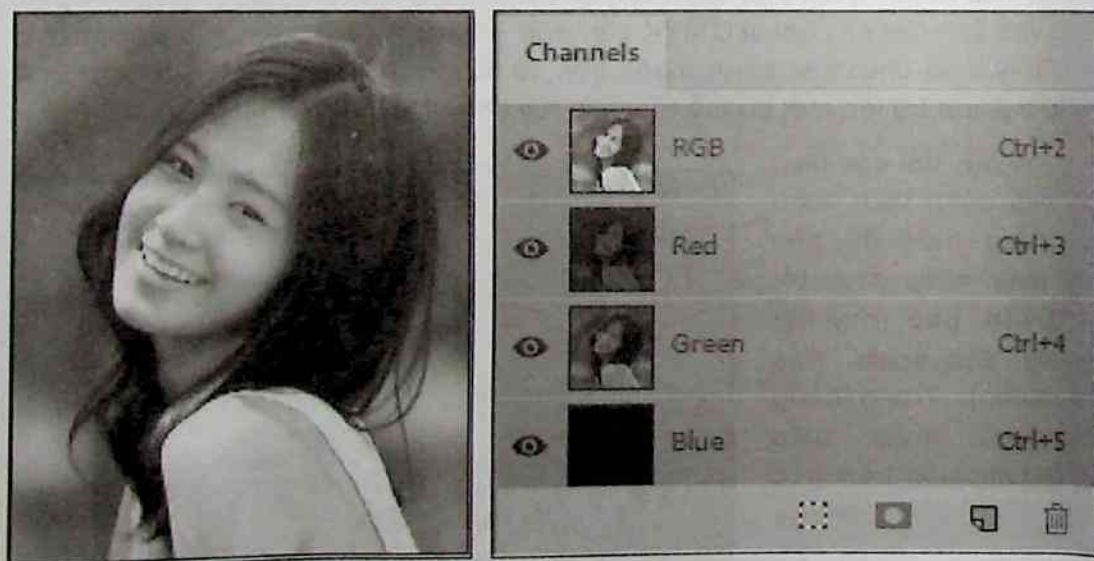 Channels
RGB Ctrl+2
Red Ctrl+3
Green Ctrl+4
Blue Ctrl+5